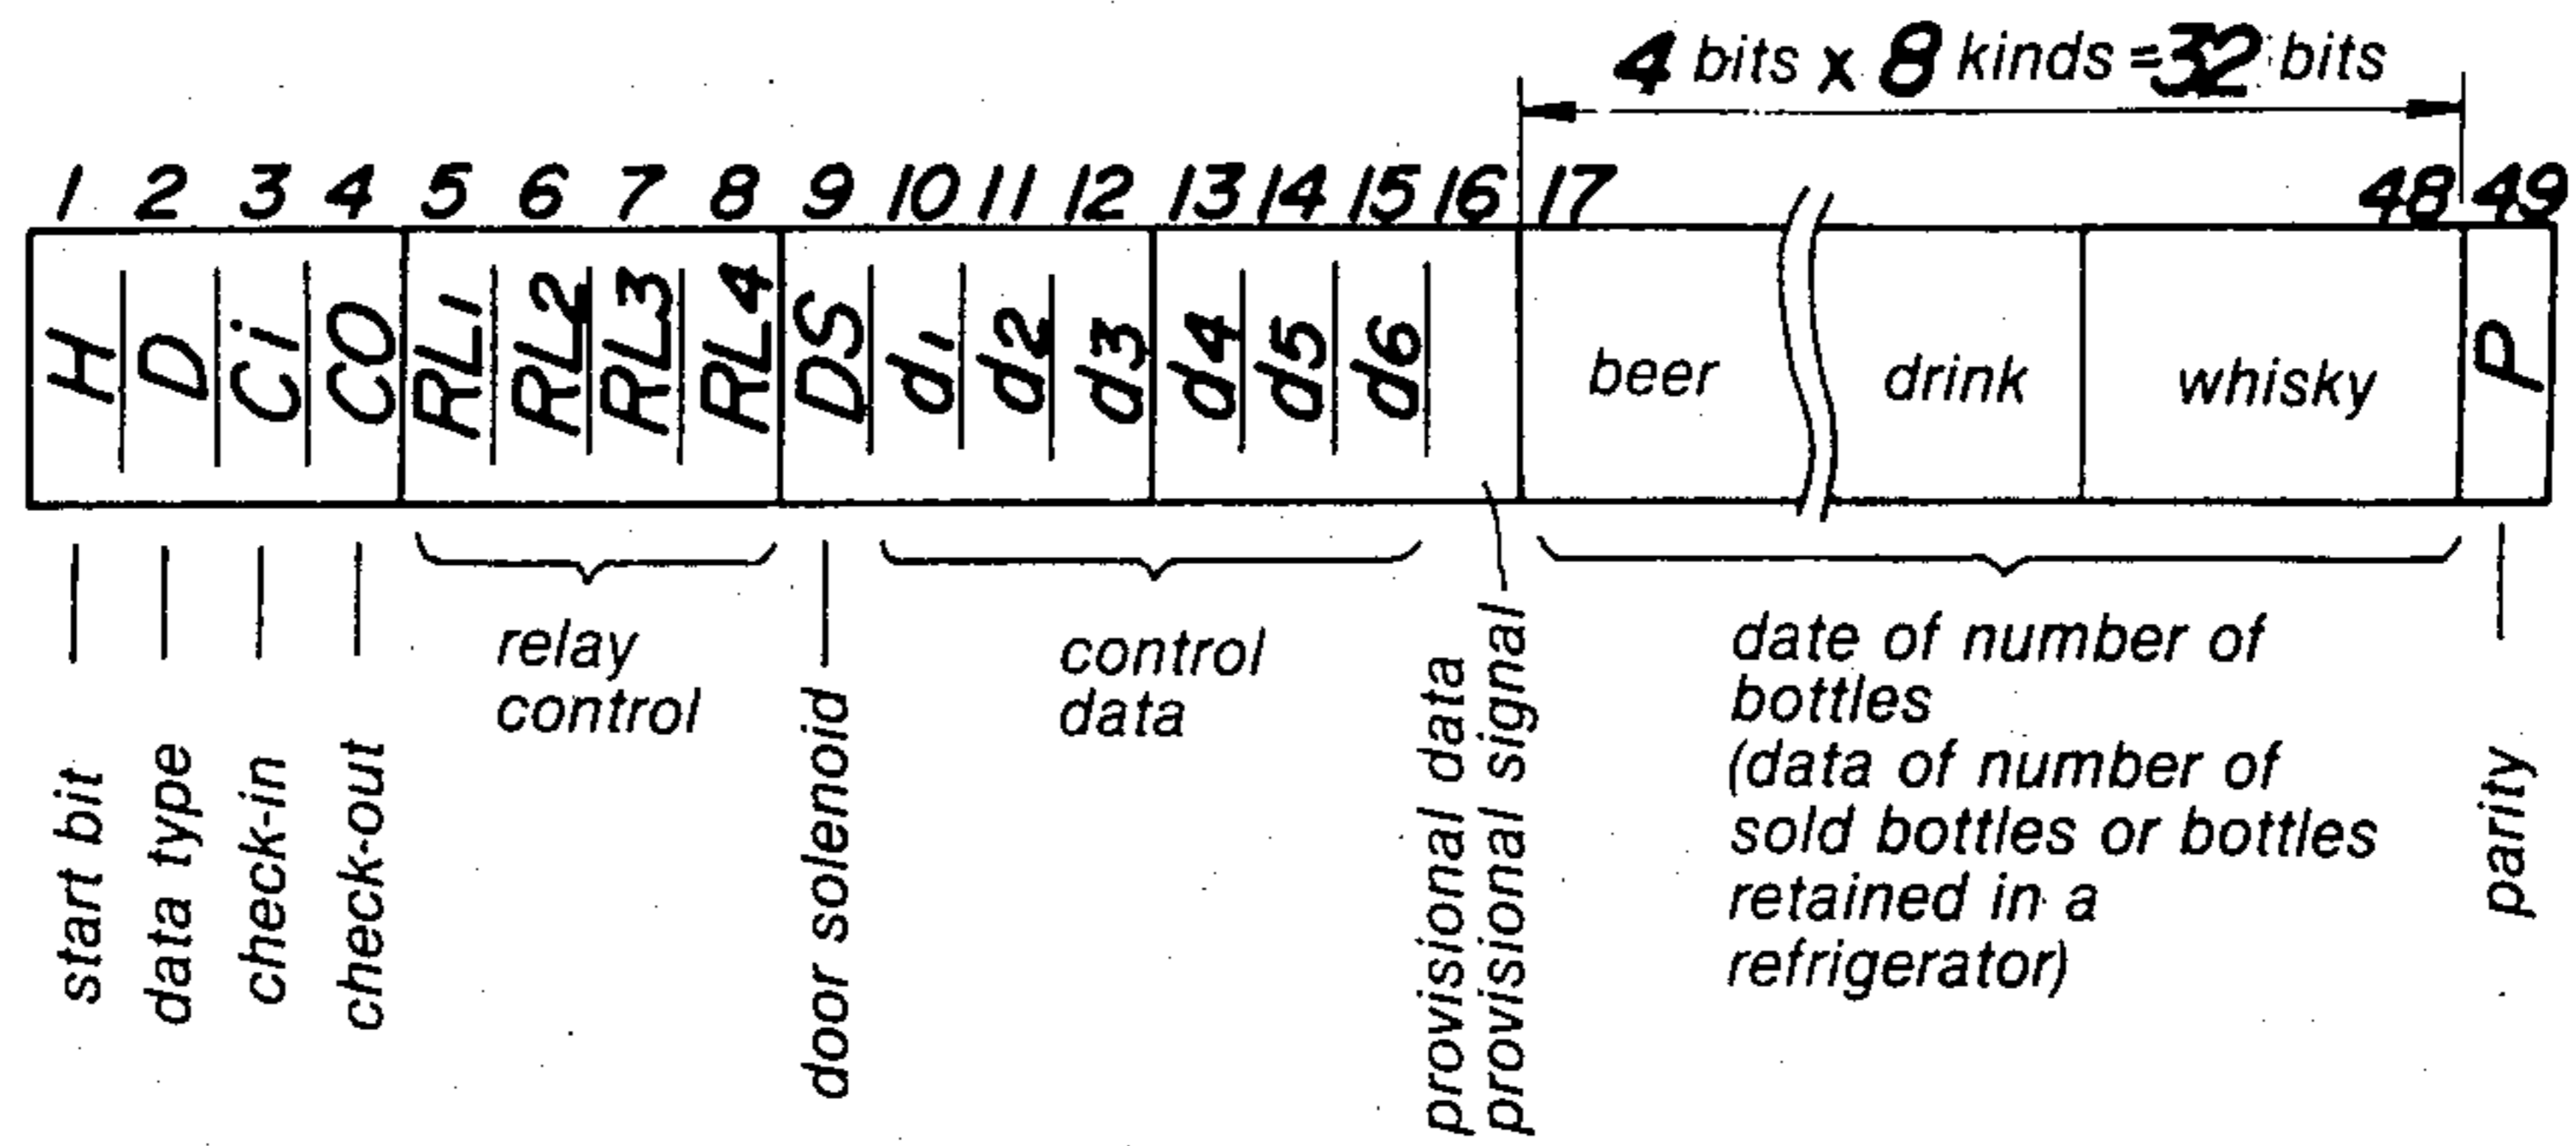 4 bits x 8 kinds =32 bits
1 2 3 4 5 6 7 8 9 10 11 12 13 14 15 16 17 48 49
H D Ci CO RL1 RL2 RL3 RL4 DS d1 d2 d3 d4 d5 d6 beer drink whisky P
start bit
data type
check-in
check-out
relay
control
door solenoid
control
data
provisional data
provisional signal
date of number of
bottles
(data of number of
sold bottles or bottles
retained in a
refrigerator)
parity